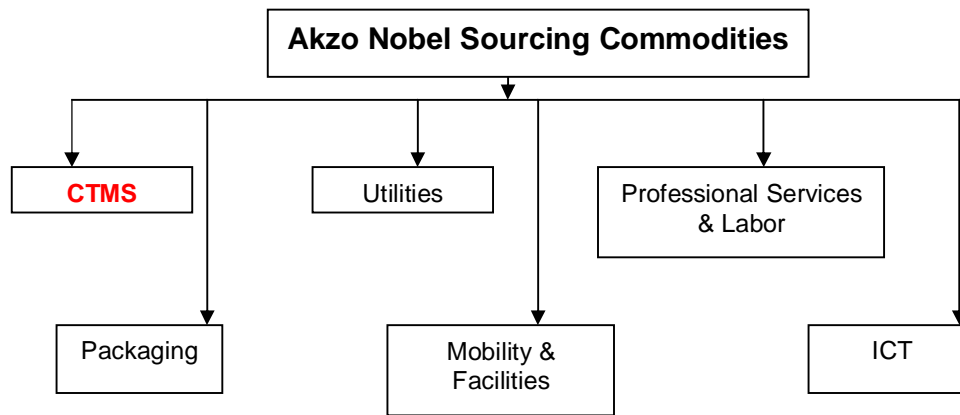 Akzo Nobel Sourcing Commodities
CTMS
Utilities
Professional Services
& Labor
Packaging
Mobility &
Facilities
ICT